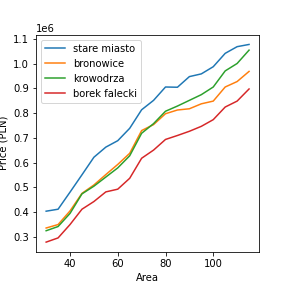 1e6
1.1
1.0
0.9
0.8
0.7
0.6
0.5
0.4
0.3
Price (PLN)
stare miasto
bronowice
krowodrza
borek falecki
40
60
80
100
Area